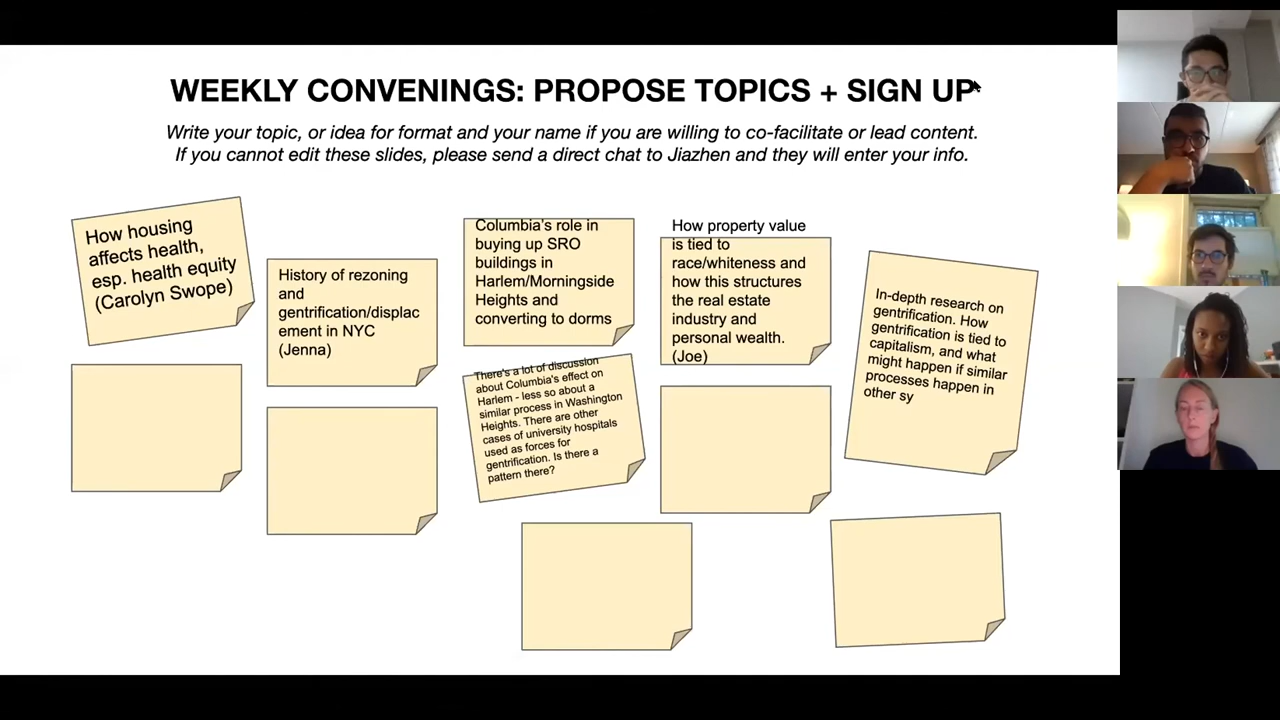 WEEKLY CONVENINGS: PROPOSE TOPICS + SIGN UP
Write your topic, or idea for format and your name if you are willing to co-facilitate or lead content.
If you cannot edit these slides, please send a direct chat to Jiazhen and they will enter your info.
How housing
affects health,
esp. health equity
(Carolyn Swope)
History of rezoning
and
gentrification/displac
ement in NYC
(Jenna)
Columbia's role in
buying up SRO
buildings in
Harlem/Morningside
Heights and
converting to dorms
There's a lot of discussion
about Columbia's effect on
Harlem - less so about a
similar process in Washington
Heights. There are other
cases of university hospitals
used as forces for
gentrification. Is there a
pattern there?
How property value
is tied to
race/whiteness and
how this structures
the real estate
industry and
personal wealth.
(Joe)
In-depth research on
gentrification. How
gentrification is tied to
capitalism, and what
might happen if similar
processes happen in
other sy